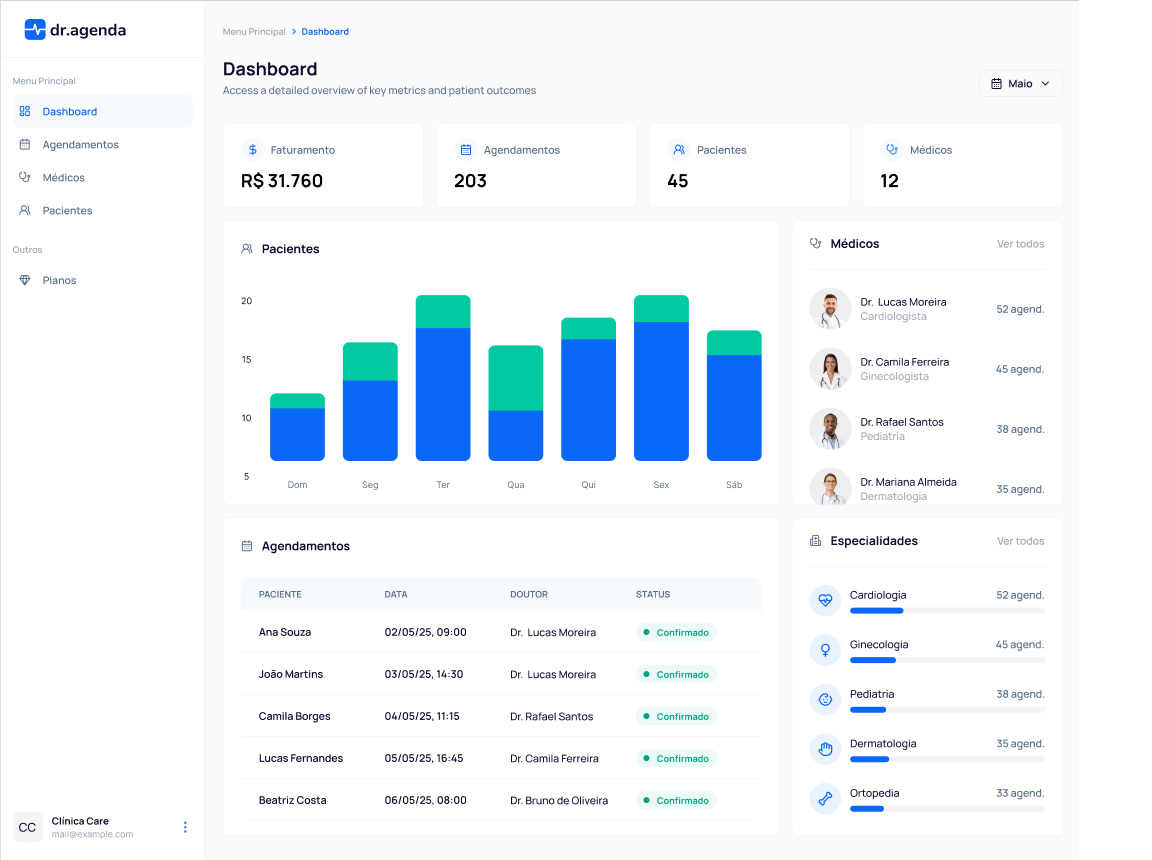 dr.agenda
Menu Principal
Dashboard
Agendamentos
Médicos
Pacientes
Outros
Planos
CC
Clínica Care
mail@example.com
Menu Principal > Dashboard
Dashboard
Access a detailed overview of key metrics and patient outcomes
Maio
Faturamento
R$ 31.760
Agendamentos
203
Pacientes
45
Médicos
12
Pacientes
20
15
10
5
Dom Seg Ter Qua Qui Sex Sáb
Médicos Ver todos
Dr. Lucas Moreira
Cardiologista
52 agend.
Dr. Camila Ferreira
Ginecologista
45 agend.
Dr. Rafael Santos
Pediatria
38 agend.
Dr. Mariana Almeida
Dermatologia
35 agend.
Agendamentos
PACIENTE DATA DOUTOR STATUS
Ana Souza 02/05/25, 09:00 Dr. Lucas Moreira Confirmado
João Martins 03/05/25, 14:30 Dr. Lucas Moreira Confirmado
Camila Borges 04/05/25, 11:15 Dr. Rafael Santos Confirmado
Lucas Fernandes 05/05/25, 16:45 Dr. Camila Ferreira Confirmado
Beatriz Costa 06/05/25, 08:00 Dr. Bruno de Oliveira Confirmado
Especialidades Ver todos
Cardiologia 52 agend.
Ginecologia 45 agend.
Pediatria 38 agend.
Dermatologia 35 agend.
Ortopedia 33 agend.